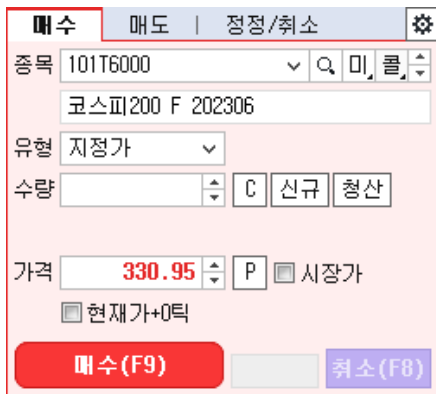 매수 매도 | 정정/취소
종목 101T6000 미 콜
코스피200 F 202306
유형 지정가
수량 C 신규 청산
가격 330.95 P 시장가
현재가+0틱
매수(F9) 취소(F8)